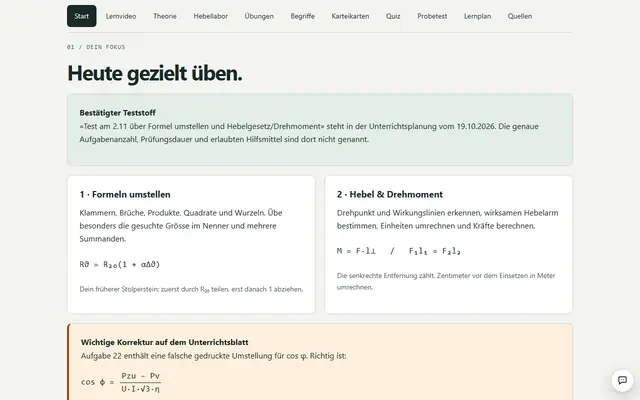 Start Lernvideo Theorie Hebellabor Übungen Begriffe Karteikarten Quiz Probetest Lernplan Quellen
01 / DEIN FOKUS
Heute gezielt üben.
Bestätigter Teststoff
«Test am 2.11 über Formel umstellen und Hebelgesetz/Drehmoment» steht in der Unterrichtsplanung vom 19.10.2026. Die genaue
Aufgabenanzahl, Prüfungsdauer und erlaubten Hilfsmittel sind dort nicht genannt.
1 · Formeln umstellen
Klammern, Brüche, Produkte, Quadrate und Wurzeln. Übe
besonders die gesuchte Grösse im Nenner und mehrere
Summanden.
Rϑ = R₂₀(1 + αΔϑ)
Dein früherer Stolperstein: zuerst durch R₂₀ teilen, erst danach 1 abziehen.
2 · Hebel & Drehmoment
Drehpunkt und Wirkungslinien erkennen, wirksamen Hebelarm
bestimmen, Einheiten umrechnen und Kräfte berechnen.
M = F·l⊥ / F₁l₁ = F₂l₂
Die senkrechte Entfernung zählt. Zentimeter vor dem Einsetzen in Meter
umrechnen.
Wichtige Korrektur auf dem Unterrichtsblatt
Aufgabe 22 enthält eine falsche gedruckte Umstellung für cos φ. Richtig ist:
cos ϕ = Pzu − Pv
U·I·√3·η